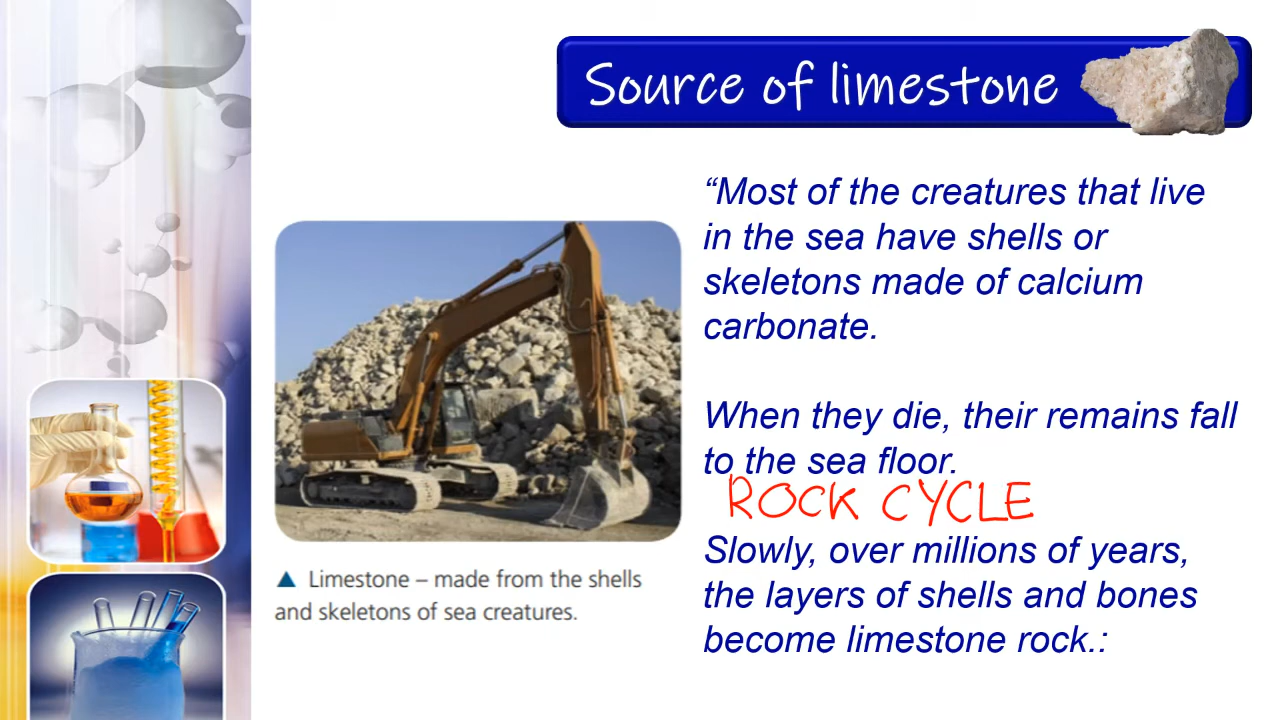 Source of limestone
“Most of the creatures that live
in the sea have shells or
skeletons made of calcium
carbonate.
When they die, their remains fall
to the sea floor.
ROCK CYCLE
Slowly, over millions of years,
the layers of shells and bones
become limestone rock.:
▲ Limestone – made from the shells
and skeletons of sea creatures.